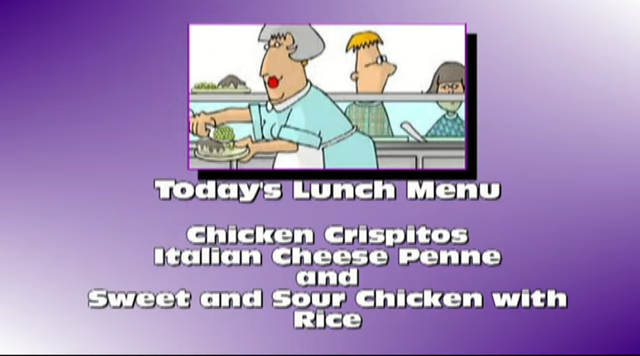 Today's Lunch Menu
Chicken Crispitos
Italian Cheese Penne
and
Sweet and Sour Chicken with
Rice